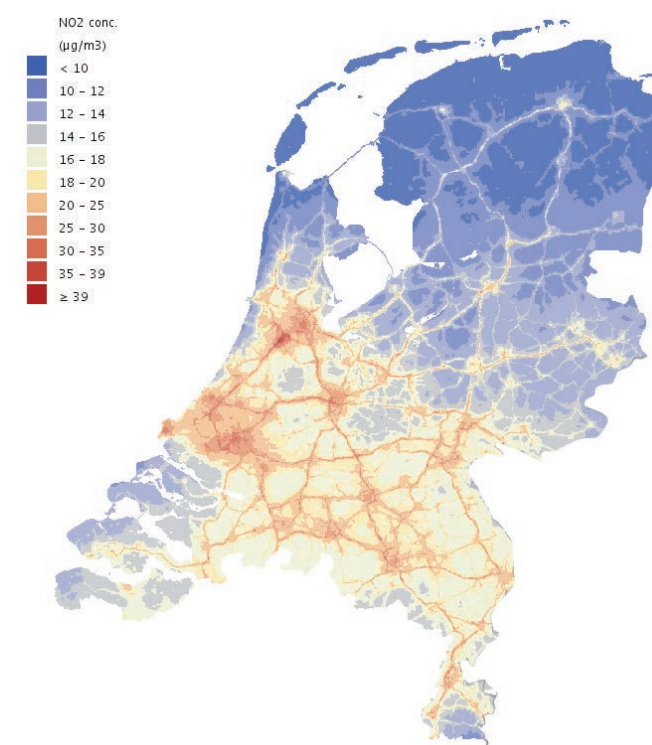 NO2 conc.
(µg/m3)
< 10
10 – 12
12 – 14
14 – 16
16 – 18
18 – 20
20 – 25
25 – 30
30 – 35
35 – 39
≥ 39